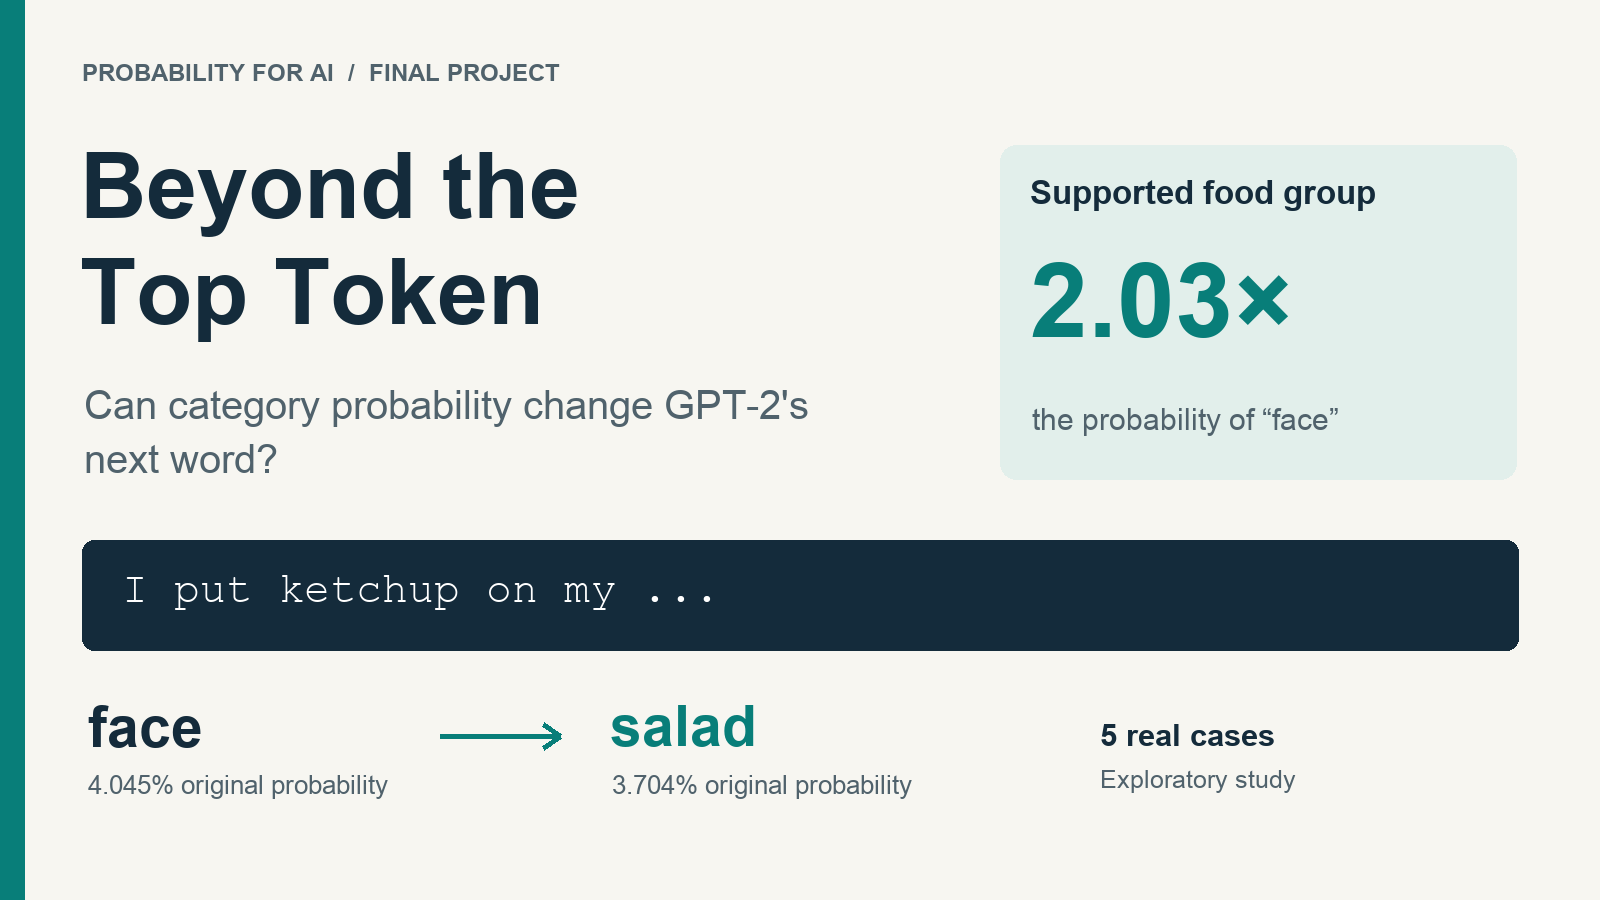 PROBABILITY FOR AI / FINAL PROJECT
Beyond the
Top Token
Can category probability change GPT-2's
next word?
Supported food group
2.03×
the probability of “face”
I put ketchup on my ...
face
4.045% original probability
salad
3.704% original probability
5 real cases
Exploratory study